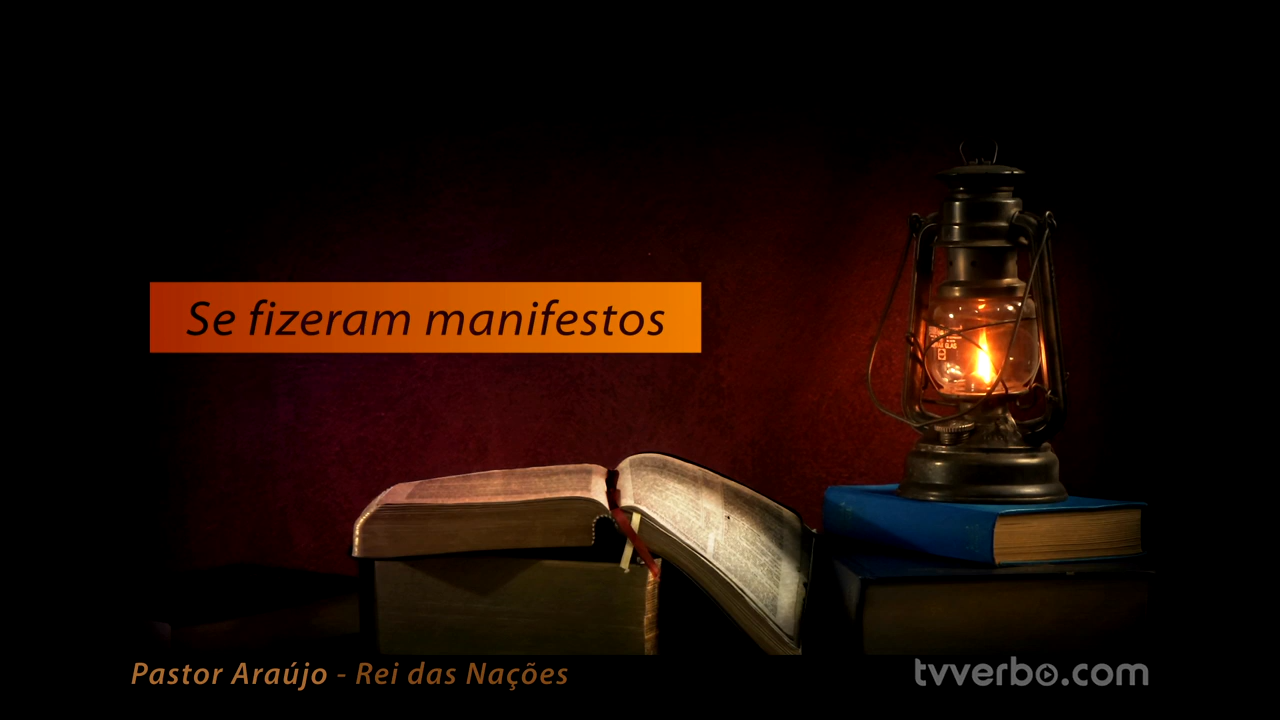 Se fizeram manifestos
Pastor Araújo - Rei das Nações
tvverbo.com